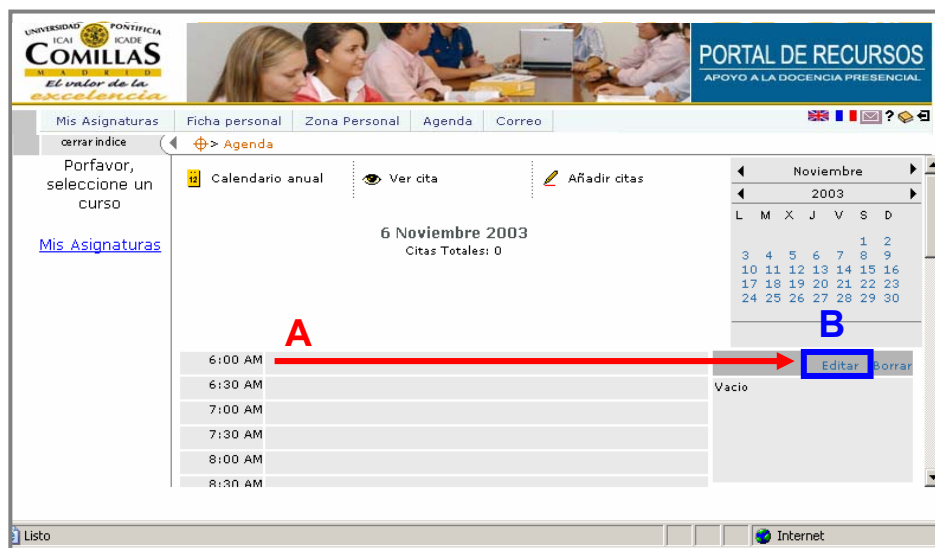 UNIVERSIDAD PONTIFICIA
ICAI ICADE
COMILLAS
M A D R I D
El valor de la
excelencia
PORTAL DE RECURSOS
APOYO A LA DOCENCIA PRESENCIAL
Mis Asignaturas Ficha personal Zona Personal Agenda Correo ?
cerrar indice > Agenda
Porfavor,
seleccione un
curso
Mis Asignaturas
12 Calendario anual Ver cita Añadir citas
6 Noviembre 2003
Citas Totales: 0
Noviembre
2003
L M X J V S D
1 2
3 4 5 6 7 8 9
10 11 12 13 14 15 16
17 18 19 20 21 22 23
24 25 26 27 28 29 30
A B
6:00 AM
6:30 AM
7:00 AM
7:30 AM
8:00 AM
8:30 AM
Editar Borrar
Vacio
Listo Internet